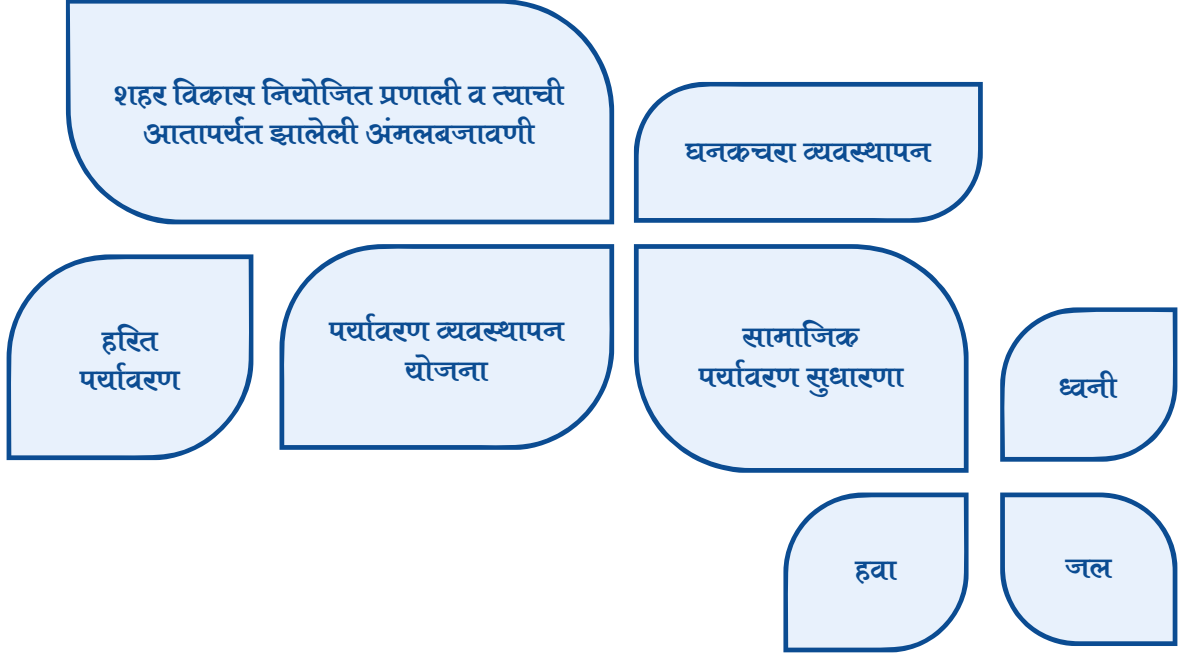 शहर विकास नियोजित प्रणाली व त्याची
आतापर्यंत झालेली अंमलबजावणी
घनकचरा व्यवस्थापन
हरित
पर्यावरण
पर्यावरण व्यवस्थापन
योजना
सामाजिक
पर्यावरण सुधारणा
ध्वनी
हवा
जल